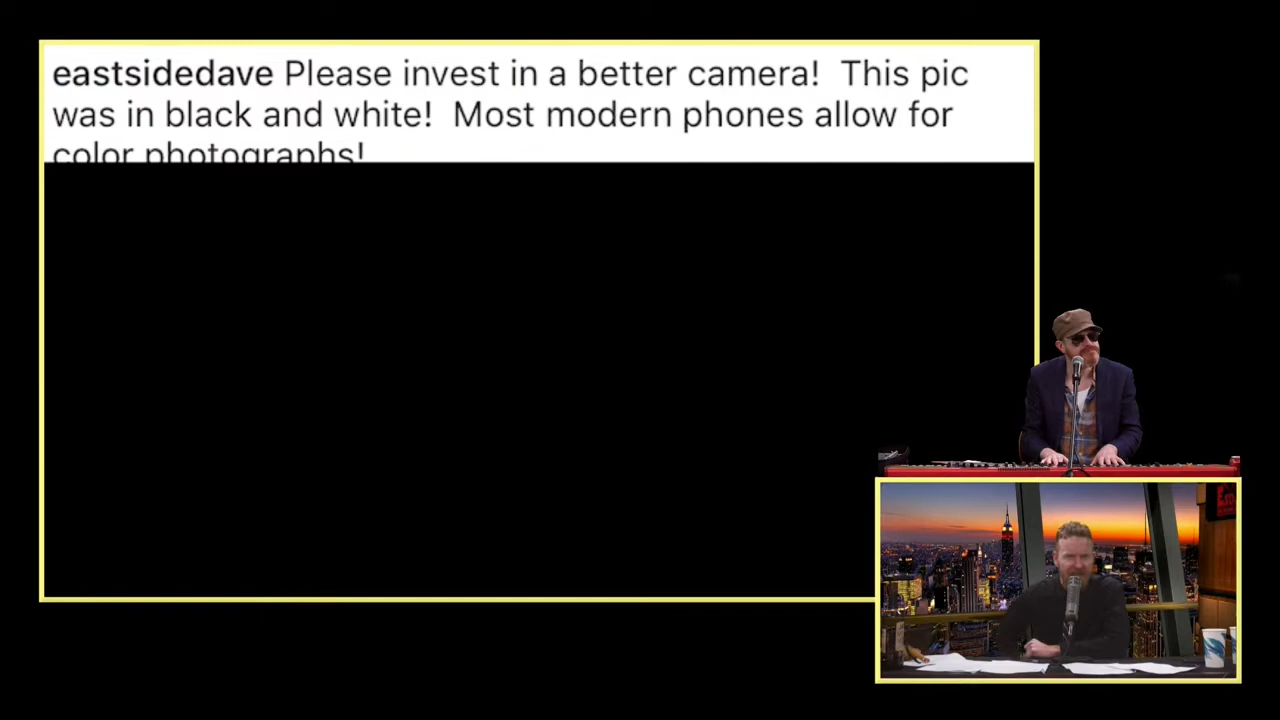 eastsidedave Please invest in a better camera!  This pic
was in black and white!  Most modern phones allow for
color photographs!